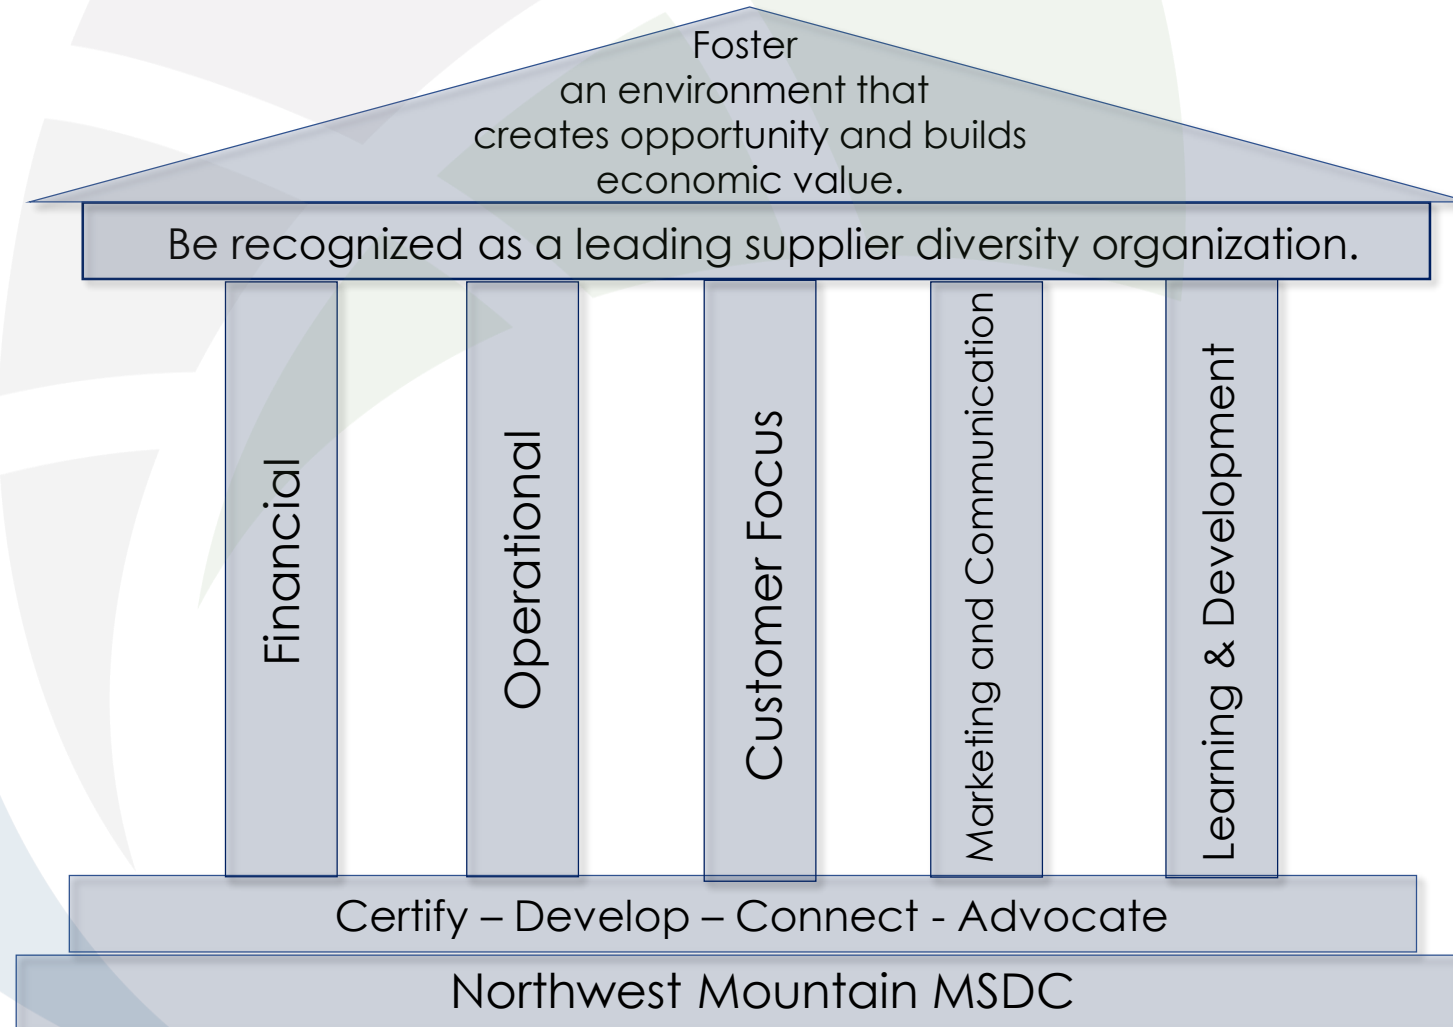 Foster
an environment that
creates opportunity and builds
economic value.
Be recognized as a leading supplier diversity organization.
Financial
Operational
Customer Focus
Marketing and Communication
Learning & Development
Certify – Develop – Connect - Advocate
Northwest Mountain MSDC